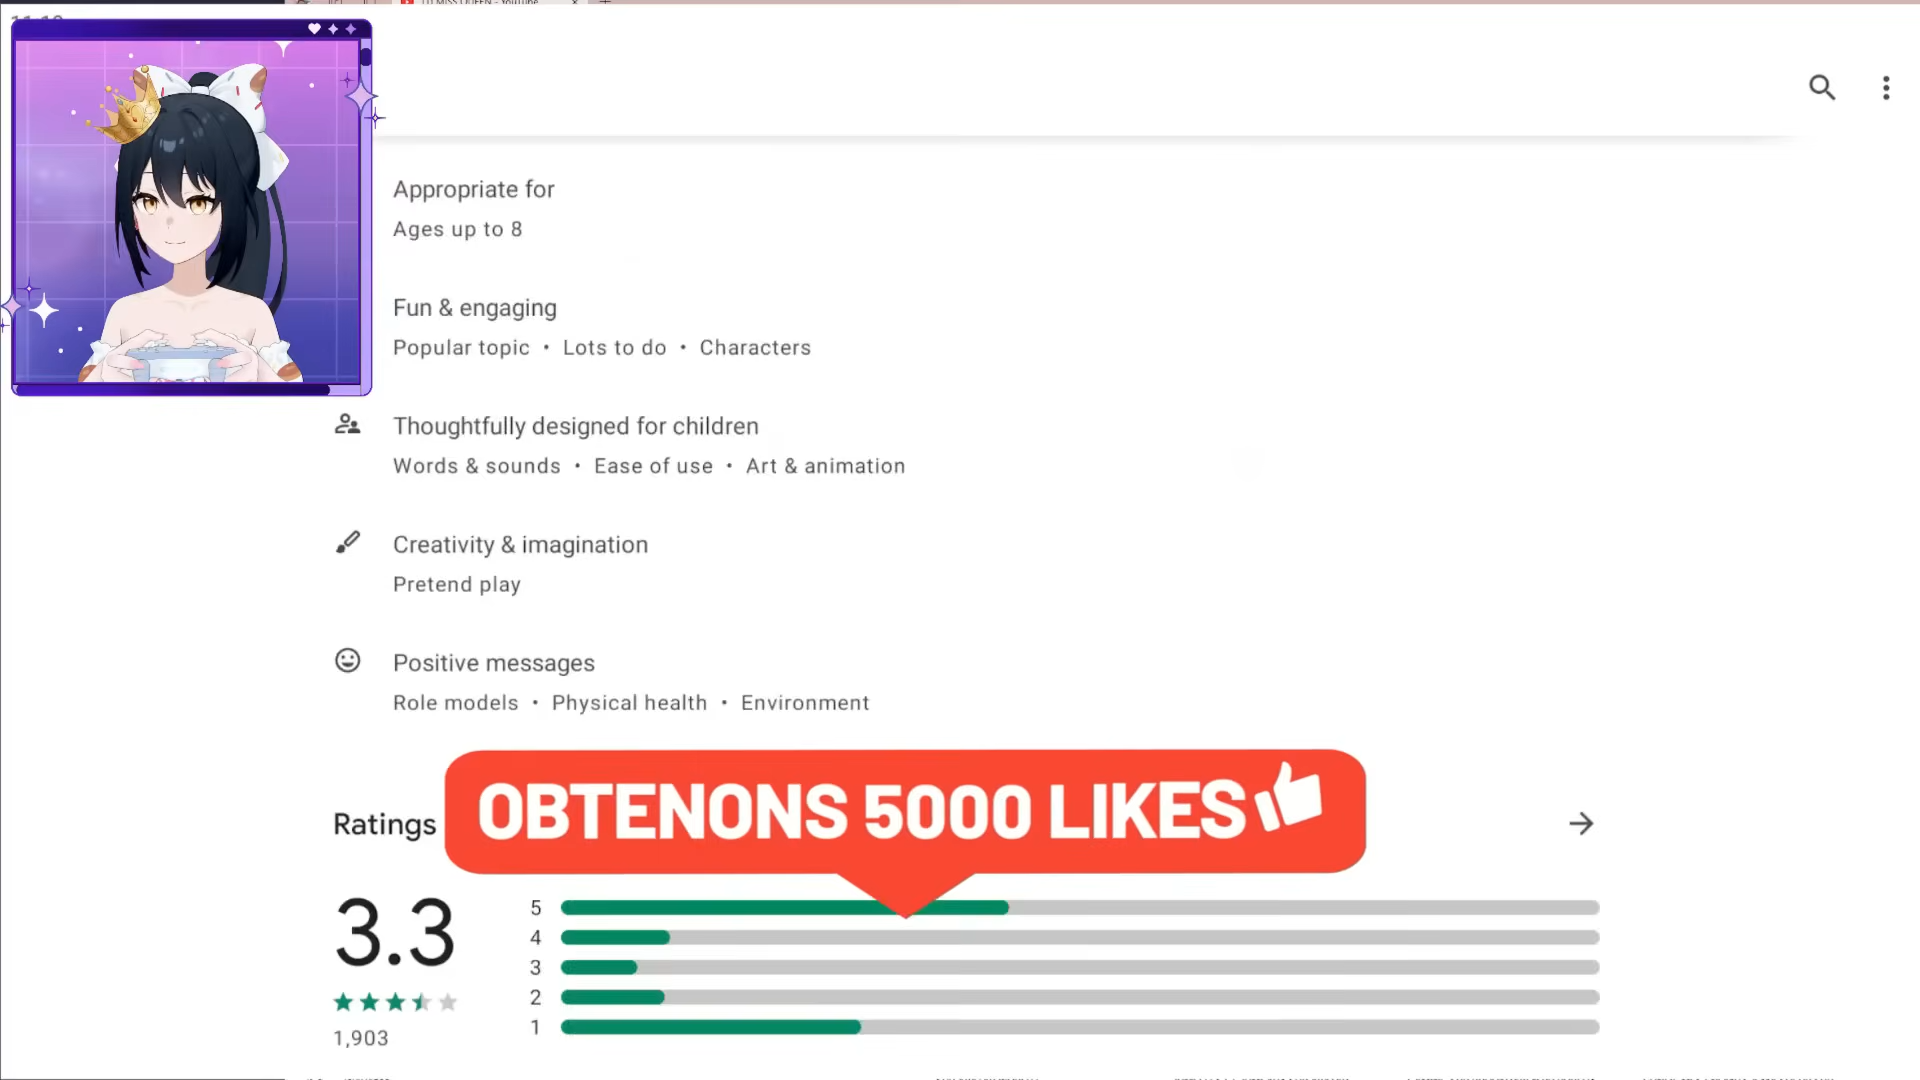 Appropriate for
Ages up to 8
Fun & engaging
Popular topic • Lots to do • Characters
Thoughtfully designed for children
Words & sounds • Ease of use • Art & animation
Creativity & imagination
Pretend play
Positive messages
Role models • Physical health • Environment
Ratings
OBTENONS 5000 LIKES
3.3
5
4
3
2
1
1,903